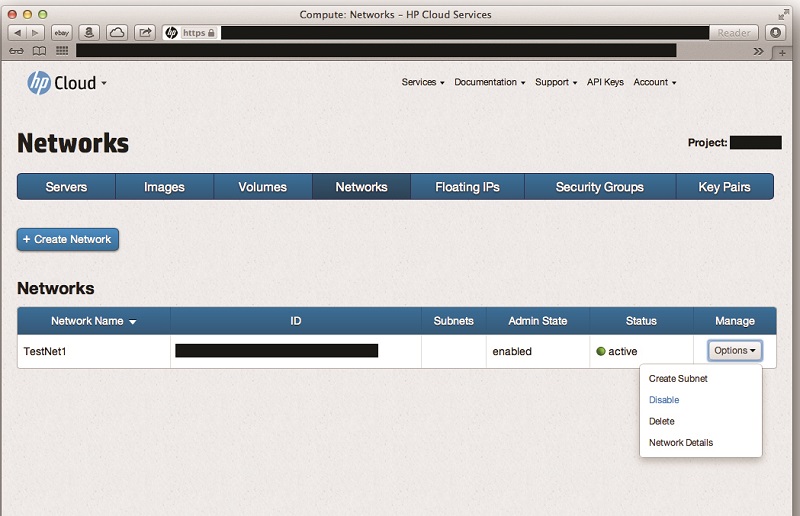 Compute: Networks – HP Cloud Services
ebay a hp https Reader
hp Cloud Services Documentation Support API Keys Account
Networks
Project:
Servers Images Volumes Networks Floating IPs Security Groups Key Pairs
+ Create Network
Networks
Network Name ID Subnets Admin State Status Manage
TestNet1 enabled active Options
Create Subnet
Disable
Delete
Network Details